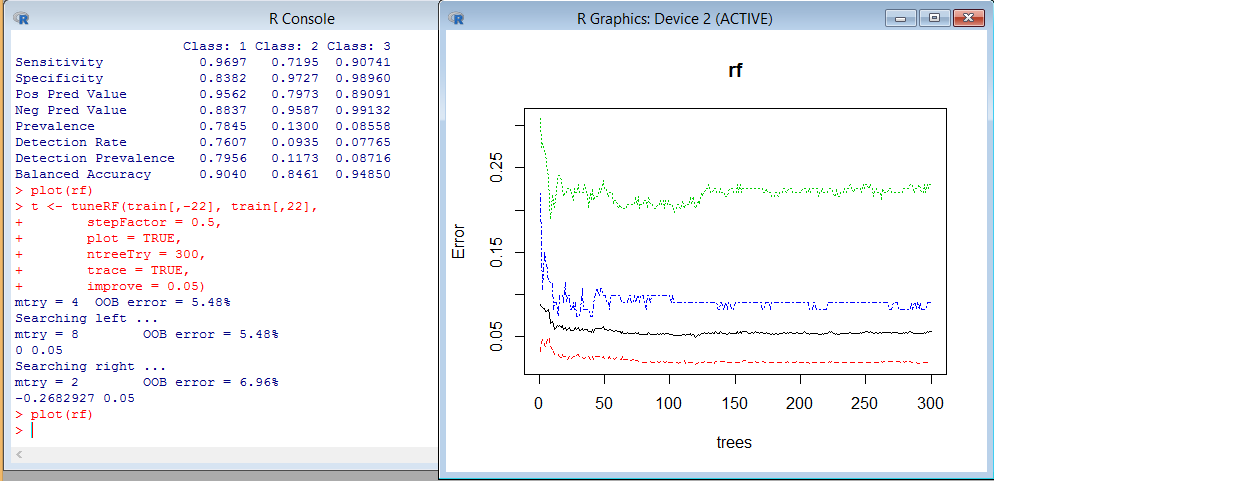 R Console
Class: 1 Class: 2 Class: 3
Sensitivity 0.9697 0.7195 0.90741
Specificity 0.8382 0.9727 0.98960
Pos Pred Value 0.9562 0.7973 0.89091
Neg Pred Value 0.8837 0.9587 0.99132
Prevalence 0.7845 0.1300 0.08558
Detection Rate 0.7607 0.0935 0.07765
Detection Prevalence 0.7956 0.1173 0.08716
Balanced Accuracy 0.9040 0.8461 0.94850
> plot(rf)
> t <- tuneRF(train[,-22], train[,22],
+ stepFactor = 0.5,
+ plot = TRUE,
+ ntreeTry = 300,
+ trace = TRUE,
+ improve = 0.05)
mtry = 4 OOB error = 5.48%
Searching left ...
mtry = 8 OOB error = 5.48%
0 0.05
Searching right ...
mtry = 2 OOB error = 6.96%
-0.2682927 0.05
> plot(rf)
>
R Graphics: Device 2 (ACTIVE)
rf
Error
0.25
0.15
0.05
0 50 100 150 200 250 300
trees